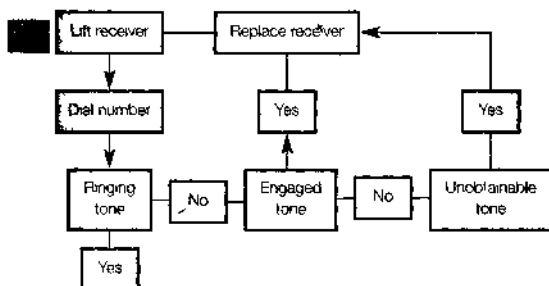 Lift receiver
Replace receiver
Dial number
Yes
Yes
Ringing
tone
No
Engaged
tone
No
Unobtainable
tone
Yes